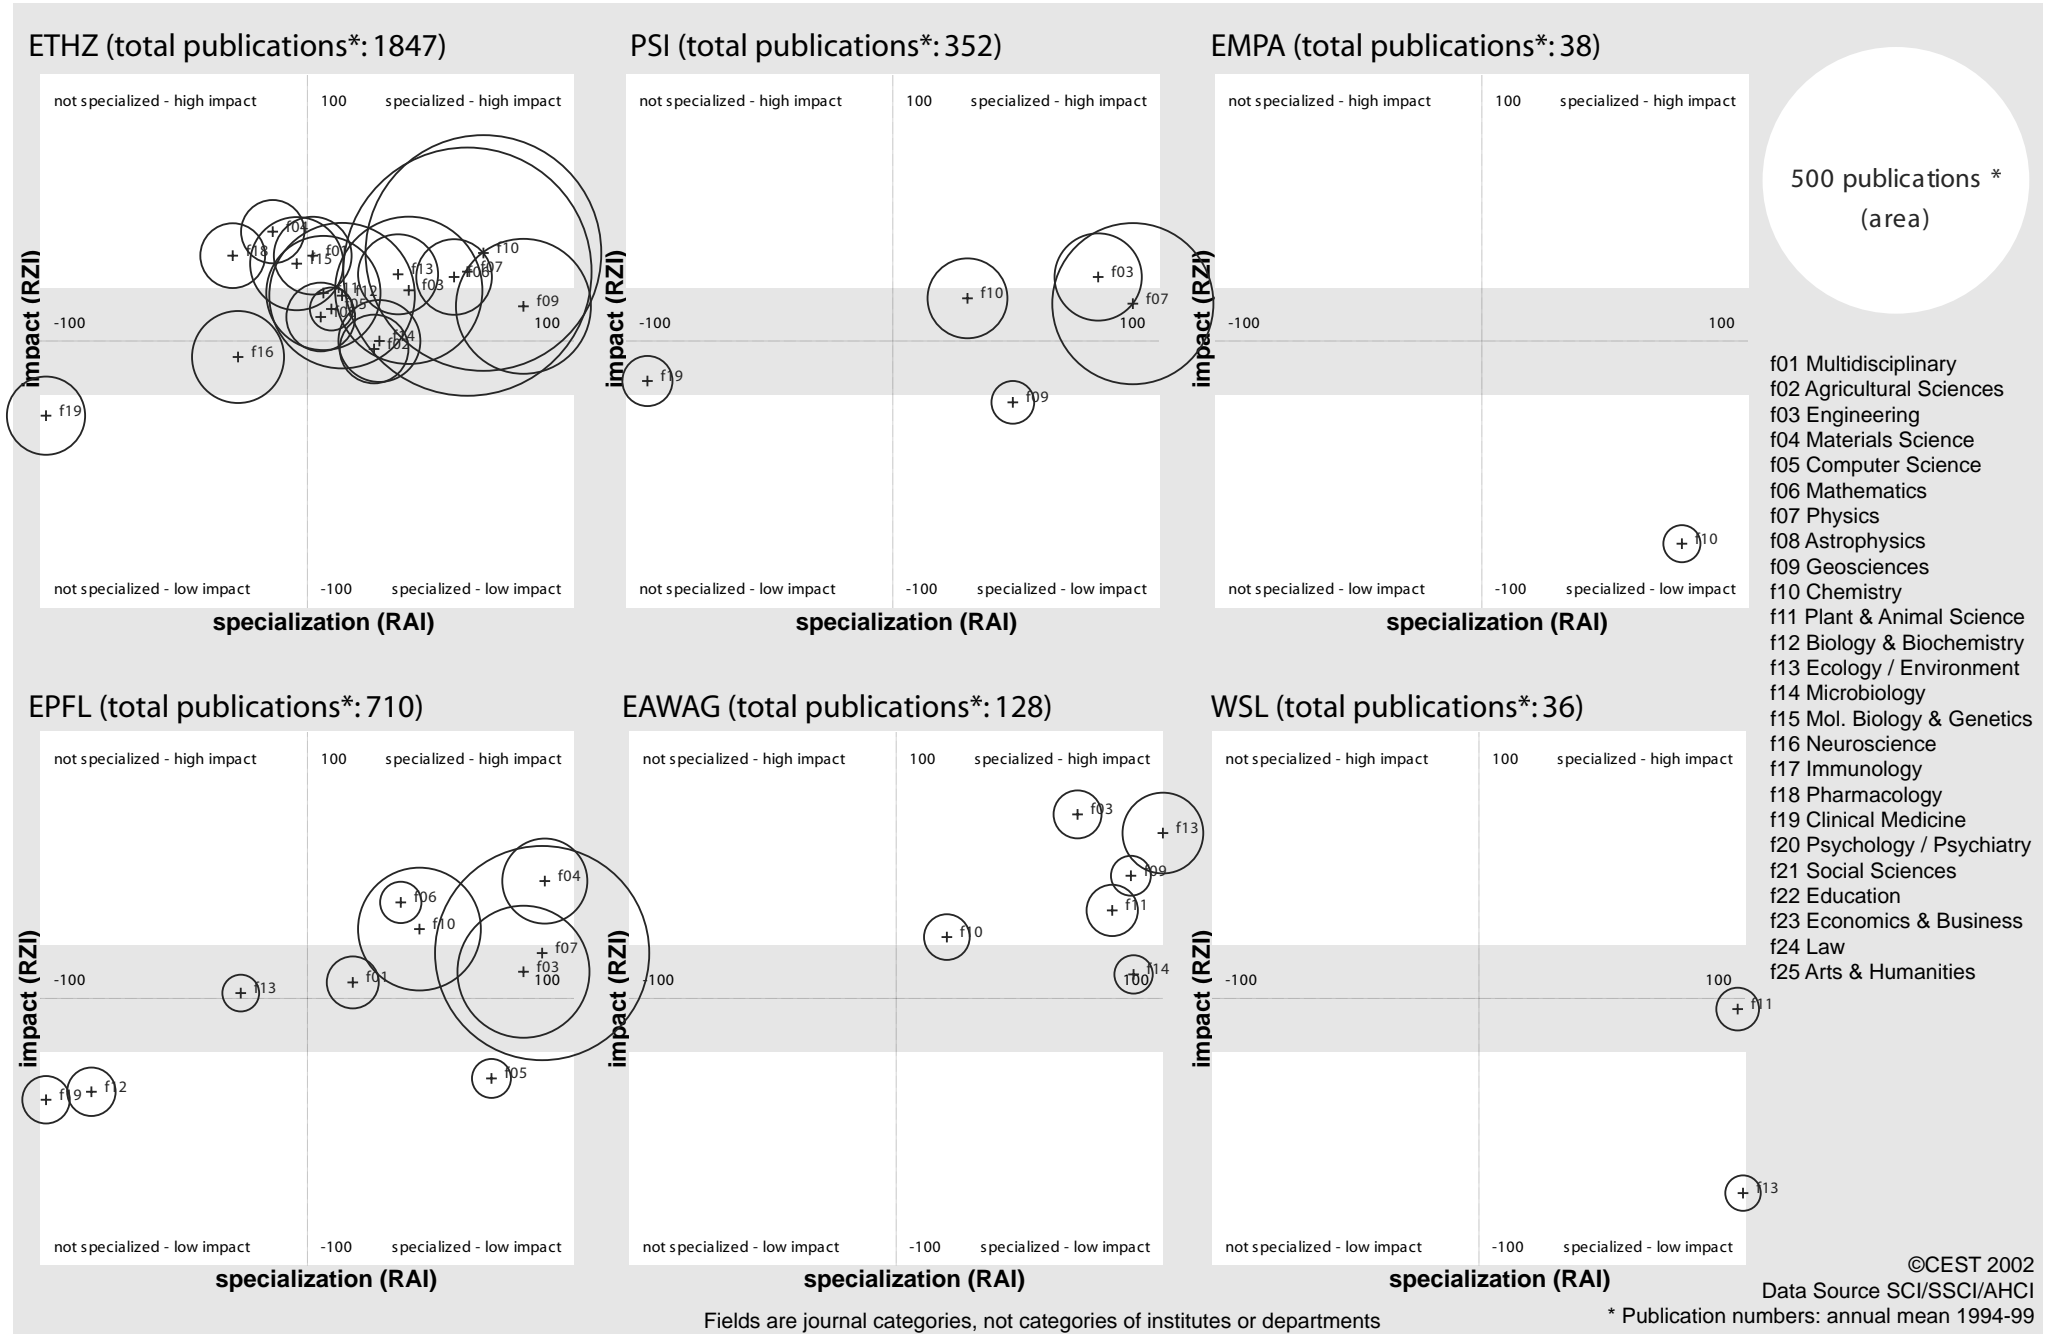 ETHZ (total publications*: 1847)
not specialized - high impact
100
specialized - high impact
f04
f18
f01
f15
f10
f07
f06
f13
f03
f11
f12
f05
f09
-100
100
f14
f02
f16
f19
impact (RZI)
not specialized - low impact
-100
specialized - low impact
specialization (RAI)
PSI (total publications*: 352)
not specialized - high impact
100
specialized - high impact
f03
f10
f07
-100
100
f19
f09
impact (RZI)
not specialized - low impact
-100
specialized - low impact
specialization (RAI)
EMPA (total publications*: 38)
not specialized - high impact
100
specialized - high impact
-100
100
f10
impact (RZI)
not specialized - low impact
-100
specialized - low impact
specialization (RAI)
500 publications *
(area)
EPFL (total publications*: 710)
not specialized - high impact
100
specialized - high impact
f04
f06
f10
f07
f03
-100
100
f01
f13
f05
f12
f19
impact (RZI)
not specialized - low impact
-100
specialized - low impact
specialization (RAI)
EAWAG (total publications*: 128)
not specialized - high impact
100
specialized - high impact
f03
f13
f09
f11
f10
f14
-100
100
impact (RZI)
not specialized - low impact
-100
specialized - low impact
specialization (RAI)
WSL (total publications*: 36)
not specialized - high impact
100
specialized - high impact
-100
100
f11
f13
impact (RZI)
not specialized - low impact
-100
specialized - low impact
specialization (RAI)
f01 Multidisciplinary
f02 Agricultural Sciences
f03 Engineering
f04 Materials Science
f05 Computer Science
f06 Mathematics
f07 Physics
f08 Astrophysics
f09 Geosciences
f10 Chemistry
f11 Plant & Animal Science
f12 Biology & Biochemistry
f13 Ecology / Environment
f14 Microbiology
f15 Mol. Biology & Genetics
f16 Neuroscience
f17 Immunology
f18 Pharmacology
f19 Clinical Medicine
f20 Psychology / Psychiatry
f21 Social Sciences
f22 Education
f23 Economics & Business
f24 Law
f25 Arts & Humanities
©CEST 2002
Data Source SCI/SSCI/AHCI
* Publication numbers: annual mean 1994-99
Fields are journal categories, not categories of institutes or departments